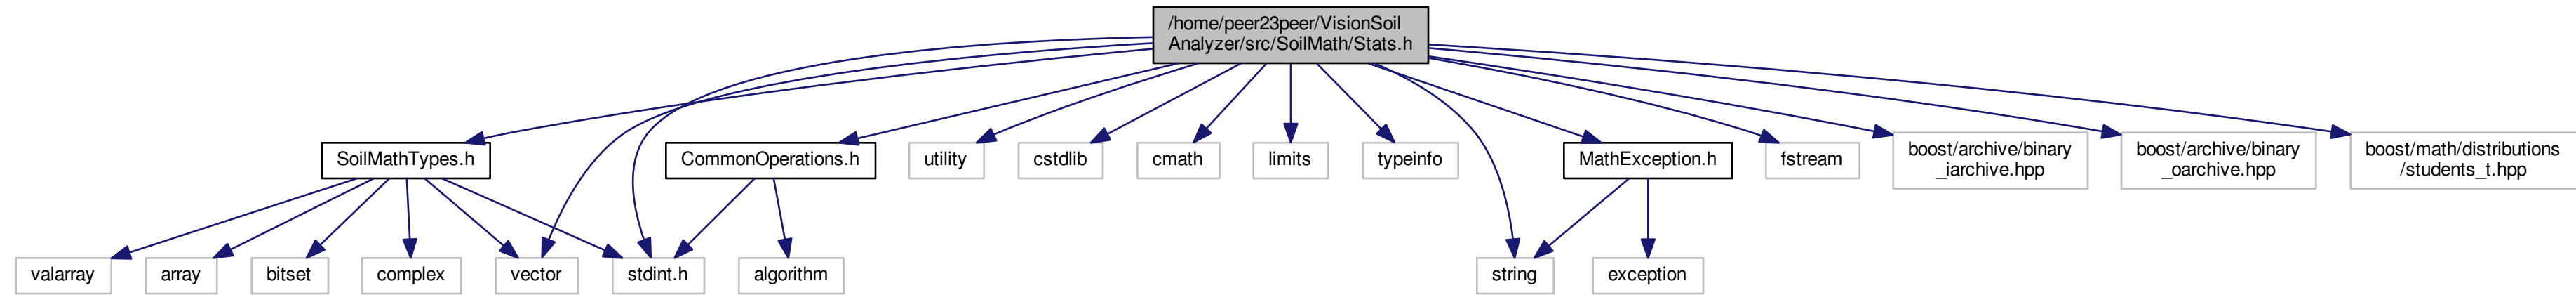 /home/peer23peer/VisionSoil
Analyzer/src/SoilMath/Stats.h
SoilMathTypes.h
CommonOperations.h
utility
cstdlib
cmath
limits
typeinfo
MathException.h
fstream
boost/archive/binary
_iarchive.hpp
boost/archive/binary
_oarchive.hpp
boost/math/distributions
/students_t.hpp
valarray
array
bitset
complex
vector
stdint.h
algorithm
string
exception